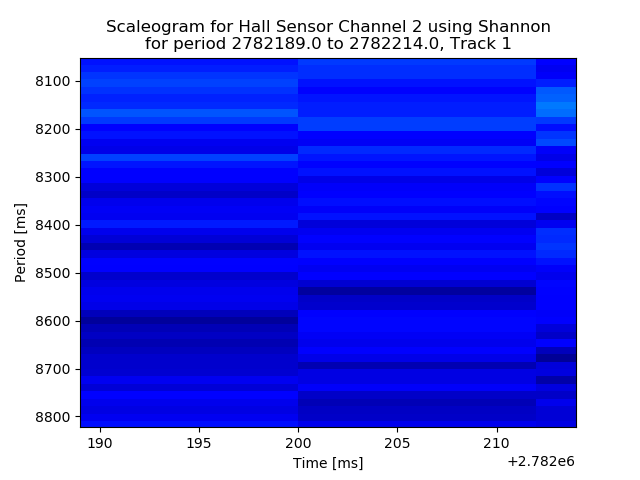 Scaleogram for Hall Sensor Channel 2 using Shannon
for period 2782189.0 to 2782214.0, Track 1
8100
8200
8300
8400
8500
8600
8700
8800
Period [ms]
190
195
200
205
210
Time [ms]
+2.782e6